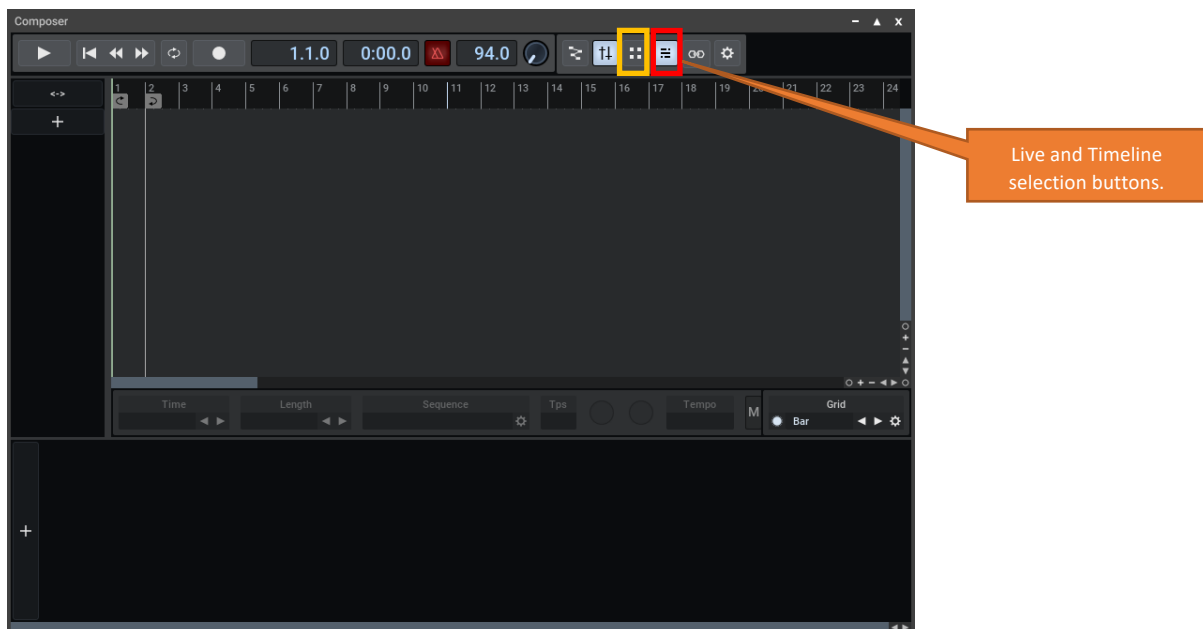 Composer
1.1.0 0:00.0 94.0
<->
1 2 3 4 5 6 7 8 9 10 11 12 13 14 15 16 17 18 19 20 21 22 23 24
Live and Timeline
selection buttons.
Time Length Sequence Tps Tempo M Grid
Bar